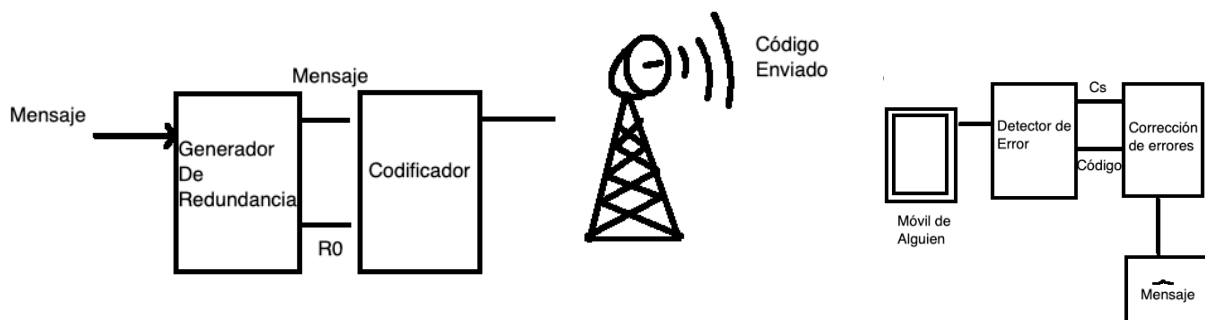 Mensaje
Generador
De
Redundancia
Mensaje
R0
Codificador
Código
Enviado
Móvil de
Alguien
Detector de
Error
Cs
Código
Corrección
de errores
Mensaje